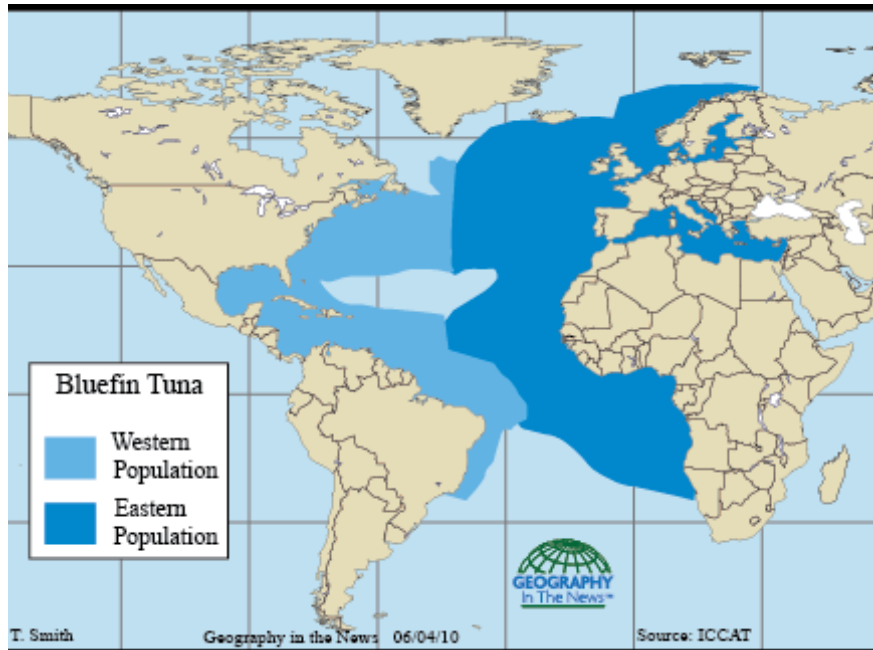 Bluefin Tuna
Western
Population
Eastern
Population
GEOGRAPHY
In The News™
T. Smith
Geography in the News 06/04/10
Source: ICCAT